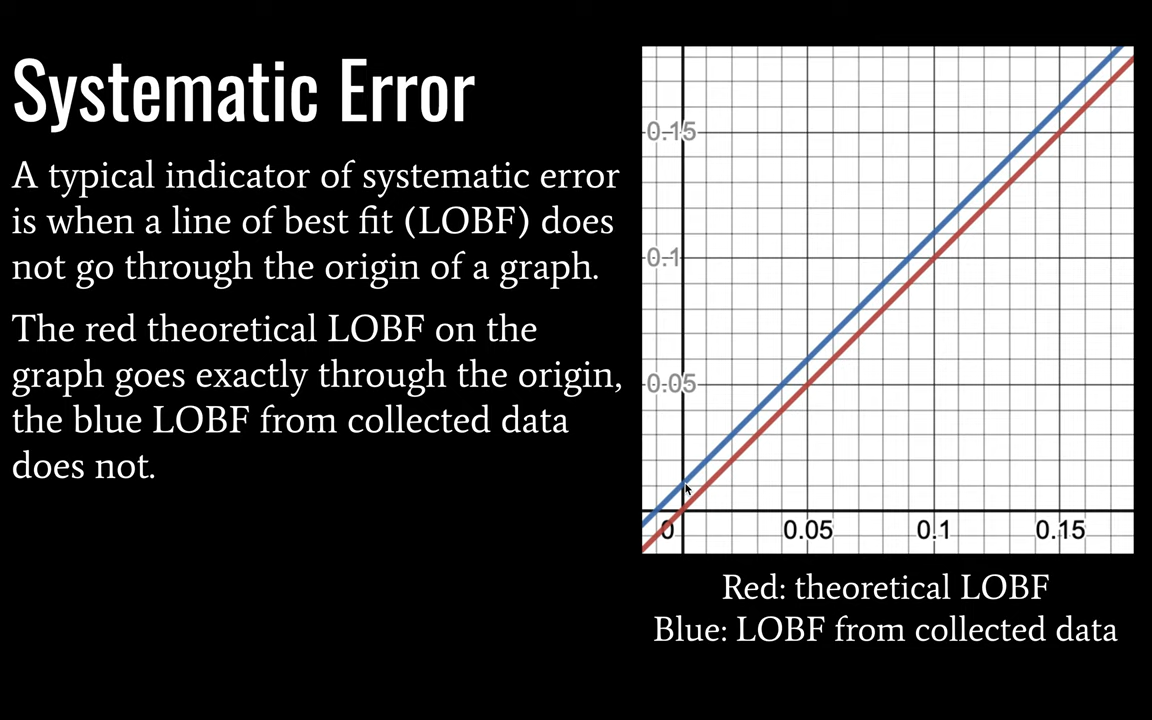 Systematic Error
A typical indicator of systematic error
is when a line of best fit (LOBF) does
not go through the origin of a graph.
The red theoretical LOBF on the
graph goes exactly through the origin,
the blue LOBF from collected data
does not.
0.15
0.1
0.05
0 0.05 0.1 0.15
Red: theoretical LOBF
Blue: LOBF from collected data